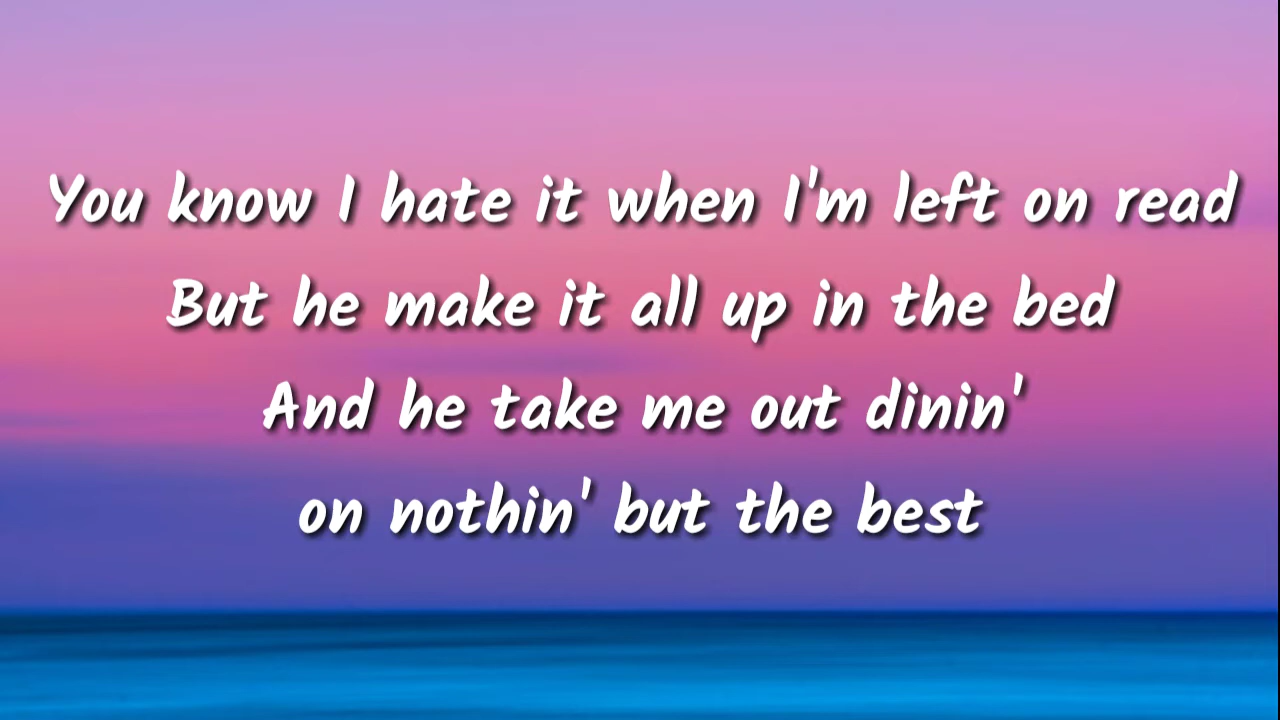 You know I hate it when I'm left on read
But he make it all up in the bed
And he take me out dinin'
on nothin' but the best